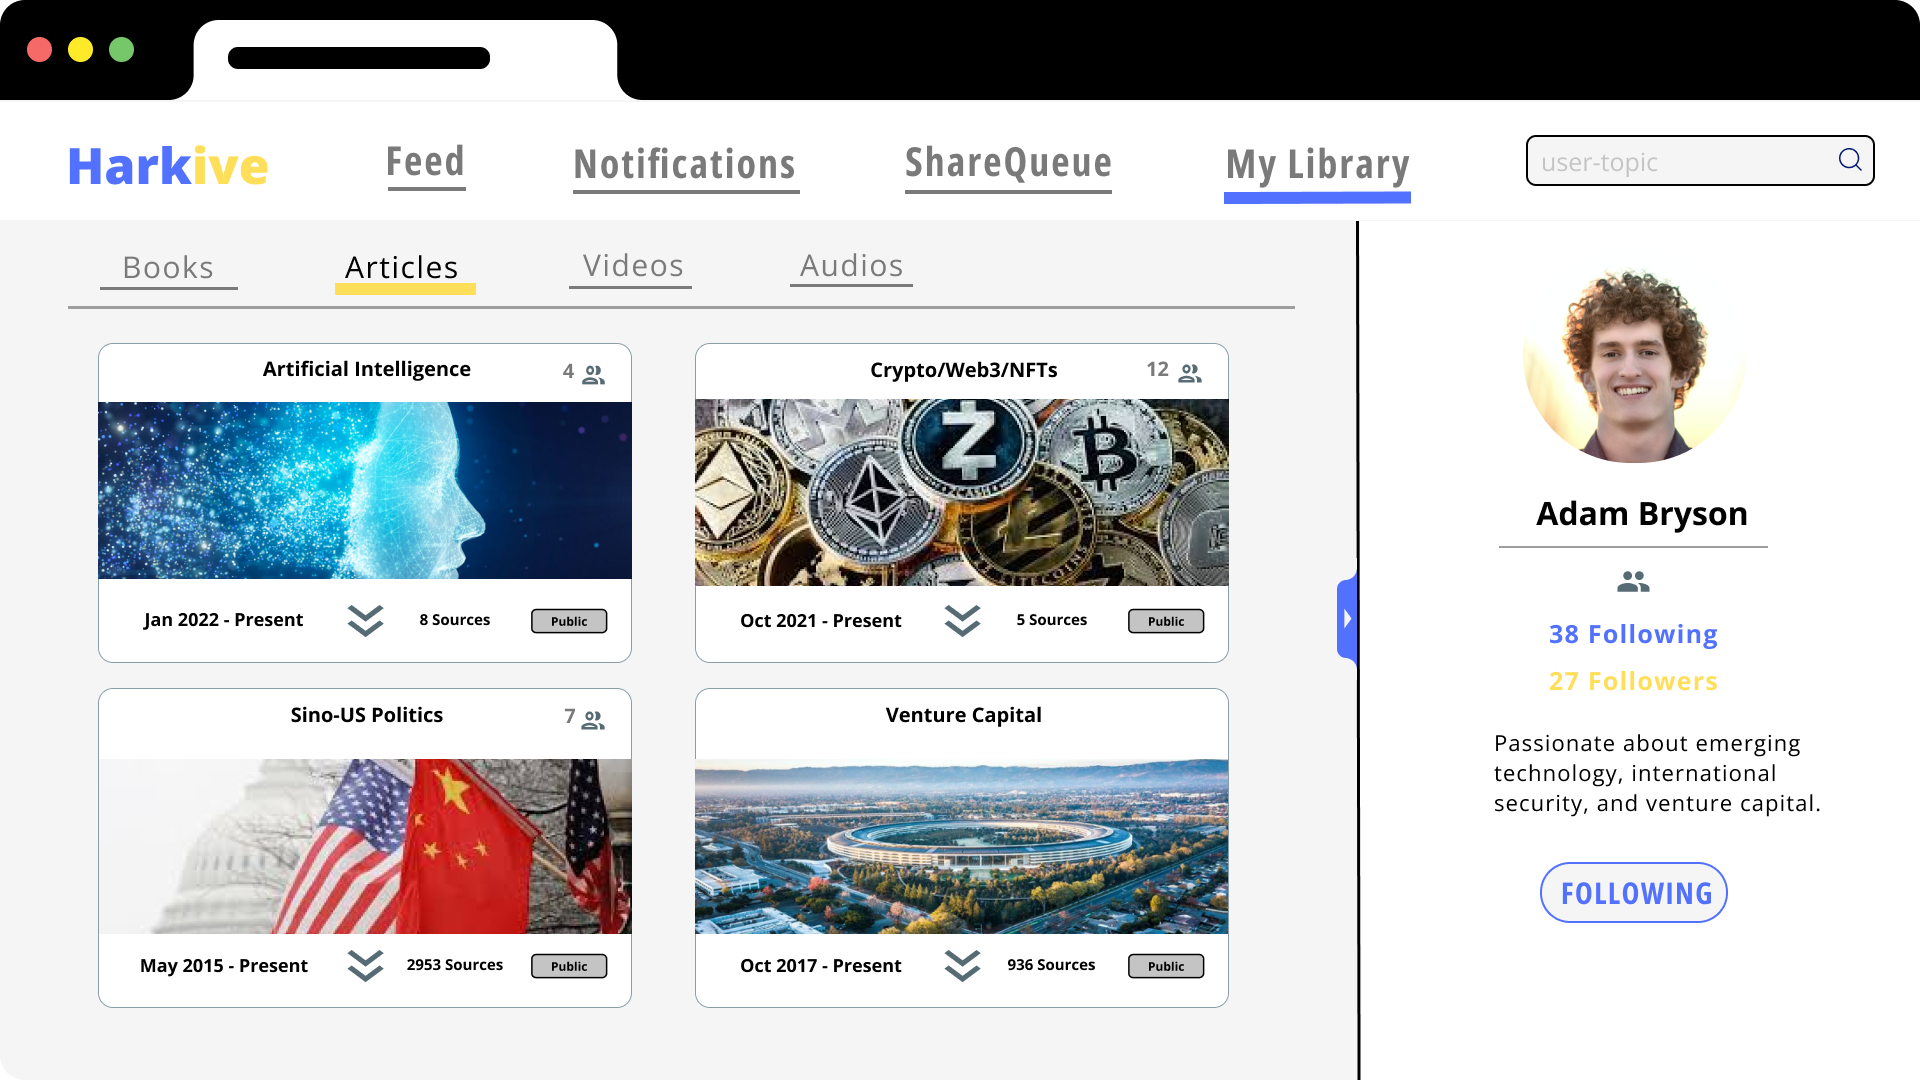 Harkive
Feed
Notifications
ShareQueue
My Library
user-topic
Books
Articles
Videos
Audios
Artificial Intelligence
4
Crypto/Web3/NFTs
12
ZCASH
Jan 2022 - Present
8 Sources
Public
Oct 2021 - Present
5 Sources
Public
Sino-US Politics
7
Venture Capital
May 2015 - Present
2953 Sources
Public
Oct 2017 - Present
936 Sources
Public
Adam Bryson
38 Following
27 Followers
Passionate about emerging
technology, international
security, and venture capital.
FOLLOWING